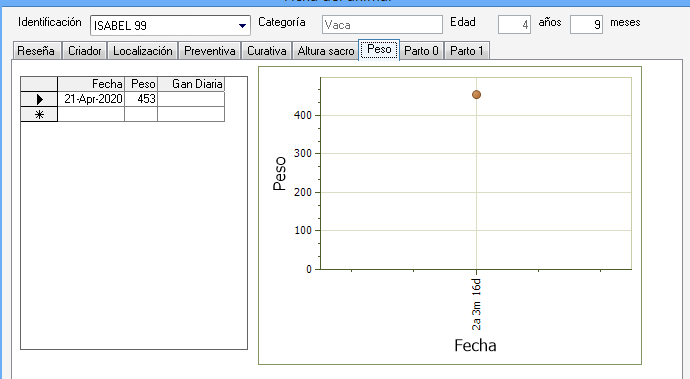 Identificación ISABEL 99 Categoría Vaca Edad 4 años 9 meses
Reseña Criador Localización Preventiva Curativa Altura sacro Peso Parto 0 Parto 1
Fecha Peso Gan Diaria
21-Apr-2020 453
Peso
400
300
200
100
0
2a 3m 16d
Fecha